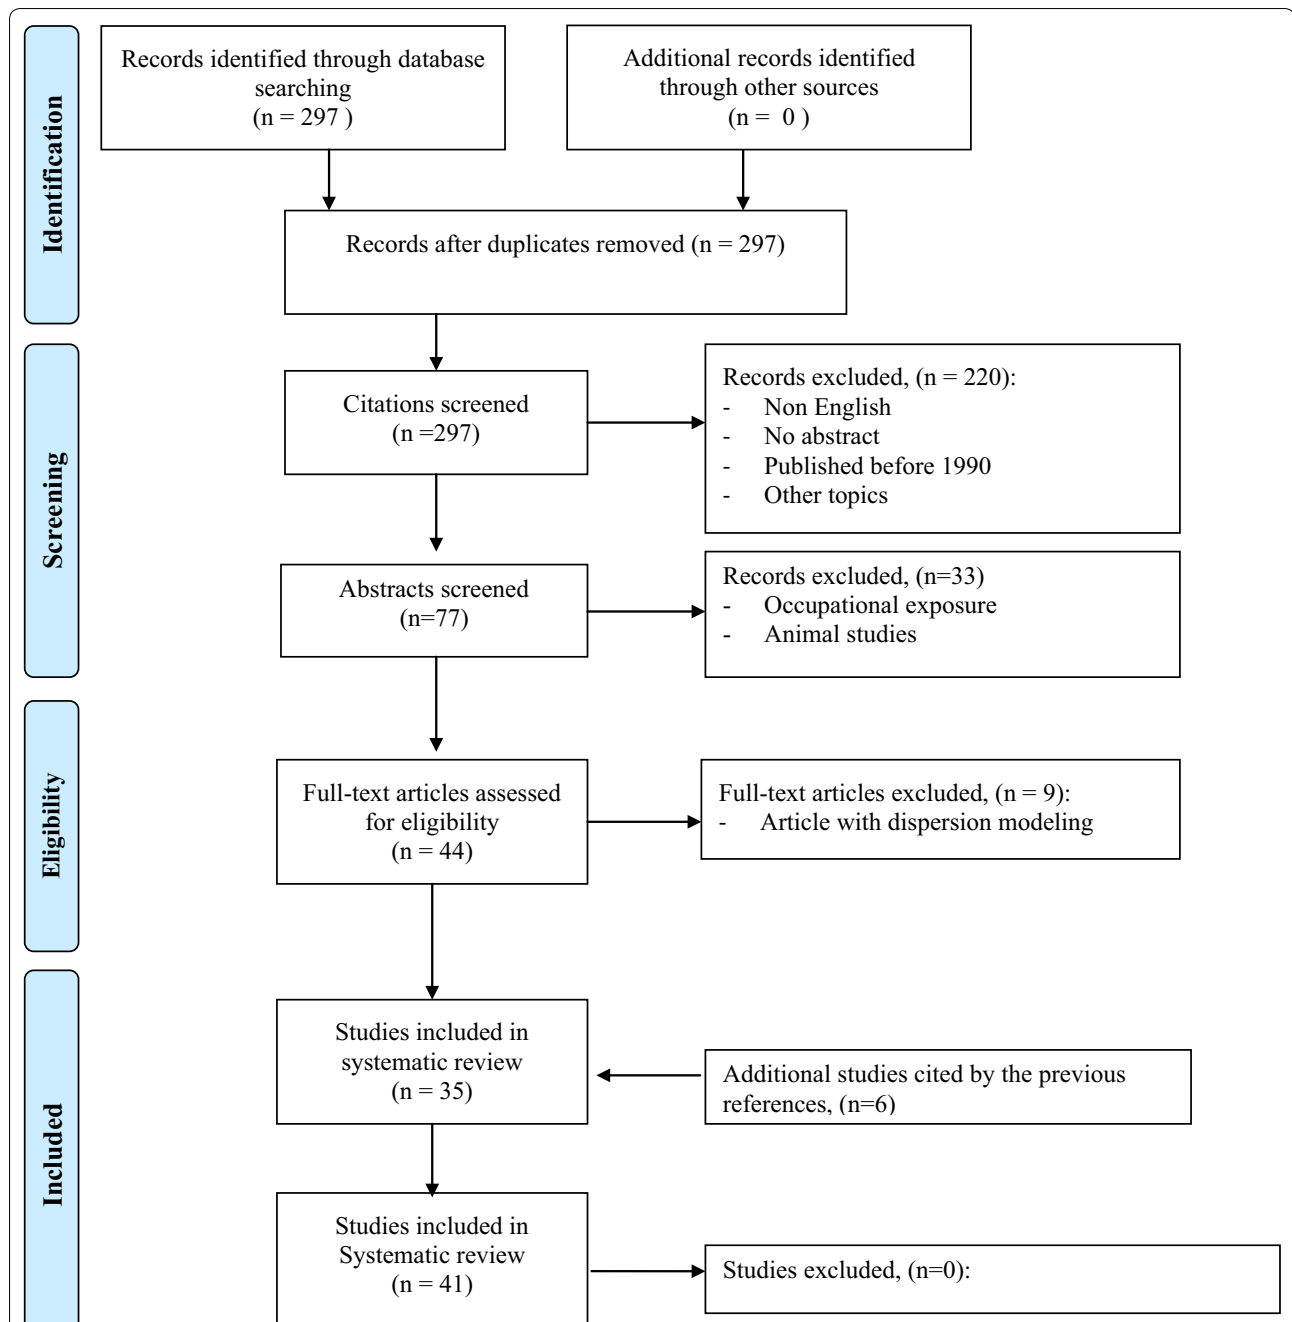 Identification
Records identified through database
searching
(n = 297 )
Additional records identified
through other sources
(n = 0 )
Records after duplicates removed (n = 297)
Screening
Citations screened
(n =297)
Records excluded, (n = 220):
- Non English
- No abstract
- Published before 1990
- Other topics
Abstracts screened
(n=77)
Records excluded, (n=33)
- Occupational exposure
- Animal studies
Eligibility
Full-text articles assessed
for eligibility
(n = 44)
Full-text articles excluded, (n = 9):
- Article with dispersion modeling
Included
Studies included in
systematic review
(n = 35)
Additional studies cited by the previous
references, (n=6)
Studies included in
Systematic review
(n = 41)
Studies excluded, (n=0):